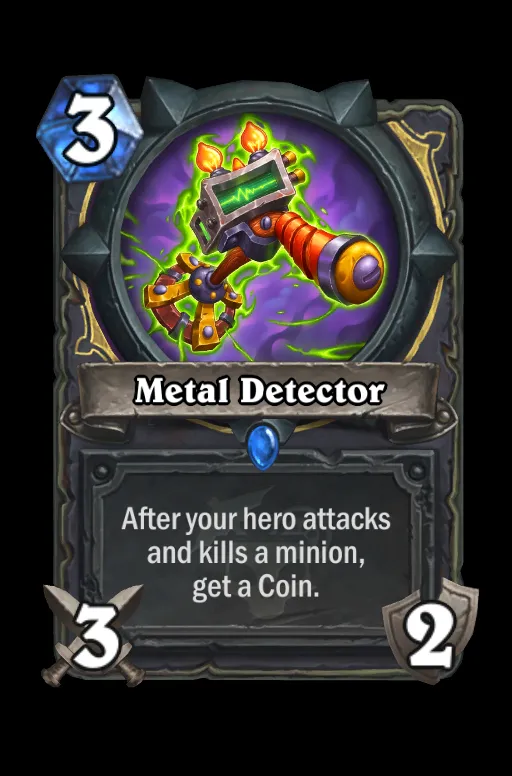 3
Metal Detector
After your hero attacks
and kills a minion,
get a Coin.
3
2